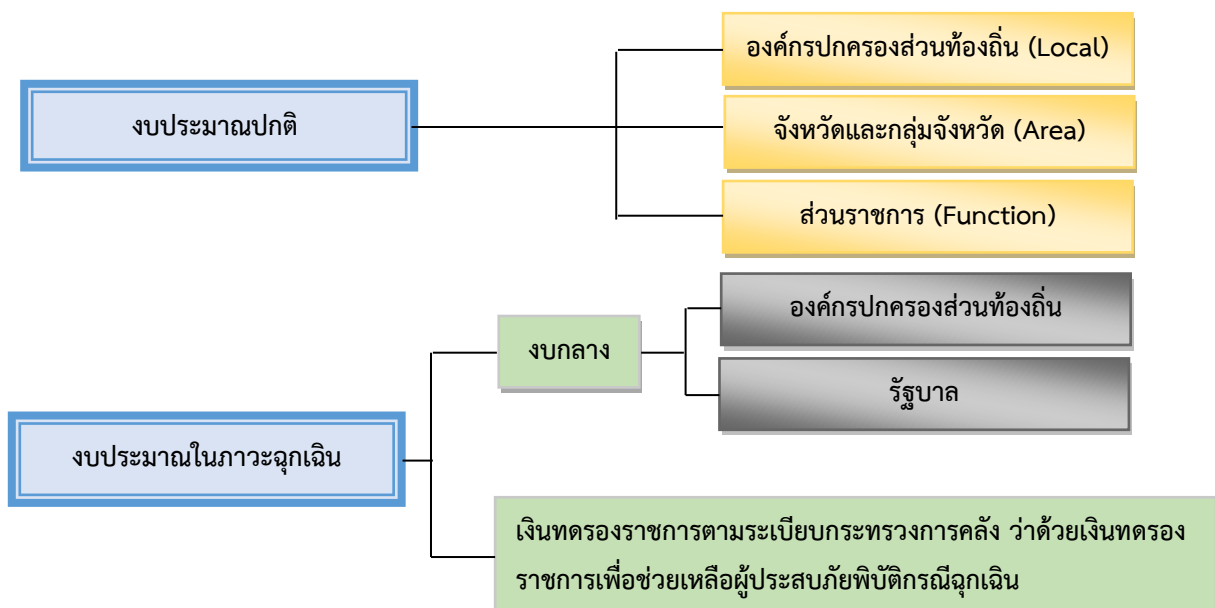 องค์กรปกครองส่วนท้องถิ่น (Local)
งบประมาณปกติ
จังหวัดและกลุ่มจังหวัด (Area)
ส่วนราชการ (Function)
องค์กรปกครองส่วนท้องถิ่น
งบกลาง
รัฐบาล
งบประมาณในภาวะฉุกเฉิน
เงินทดรองราชการตามระเบียบกระทรวงการคลัง ว่าด้วยเงินทดรอง
ราชการเพื่อช่วยเหลือผู้ประสบภัยพิบัติกรณีฉุกเฉิน